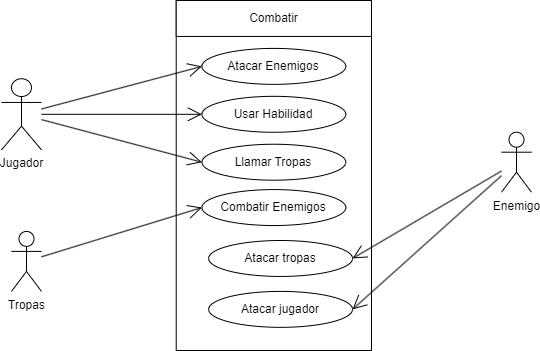 Combatir
Atacar Enemigos
Usar Habilidad
Llamar Tropas
Jugador
Combatir Enemigos
Enemigo
Atacar tropas
Tropas
Atacar jugador